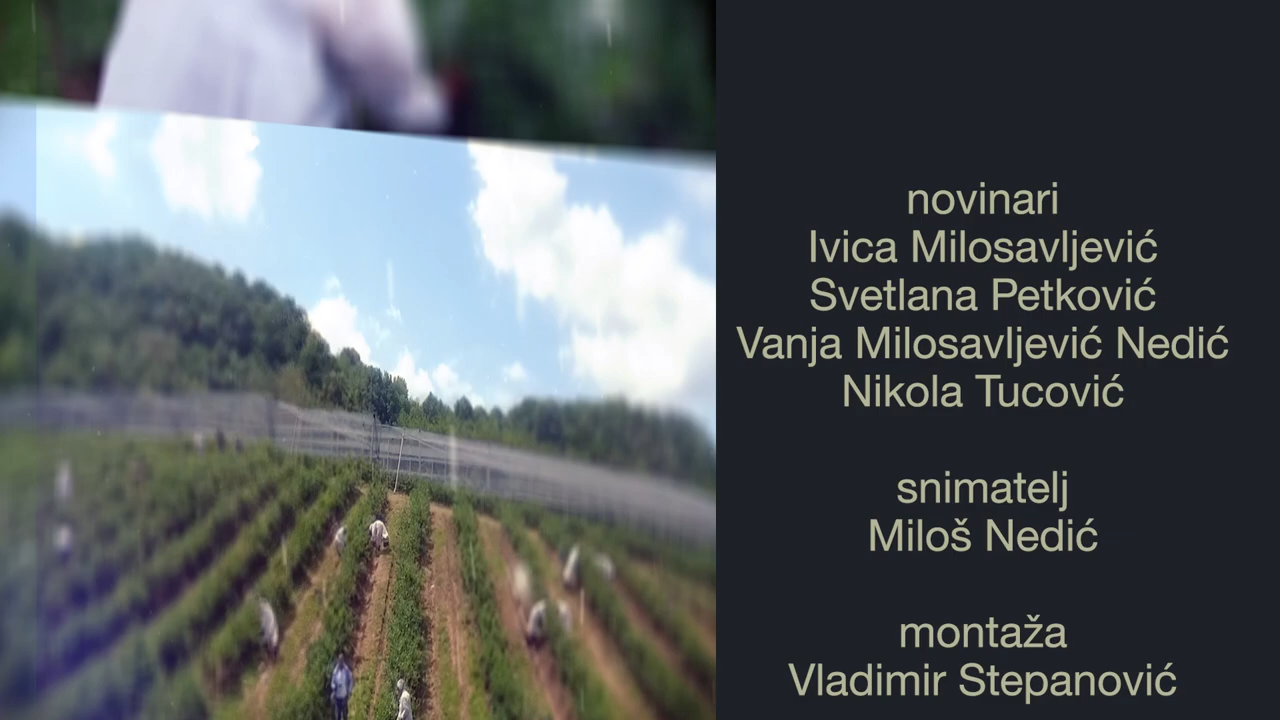 novinari
Ivica Milosavljević
Svetlana Petković
Vanja Milosavljević Nedić
Nikola Tucović
snimatelj
Miloš Nedić
montaža
Vladimir Stepanović